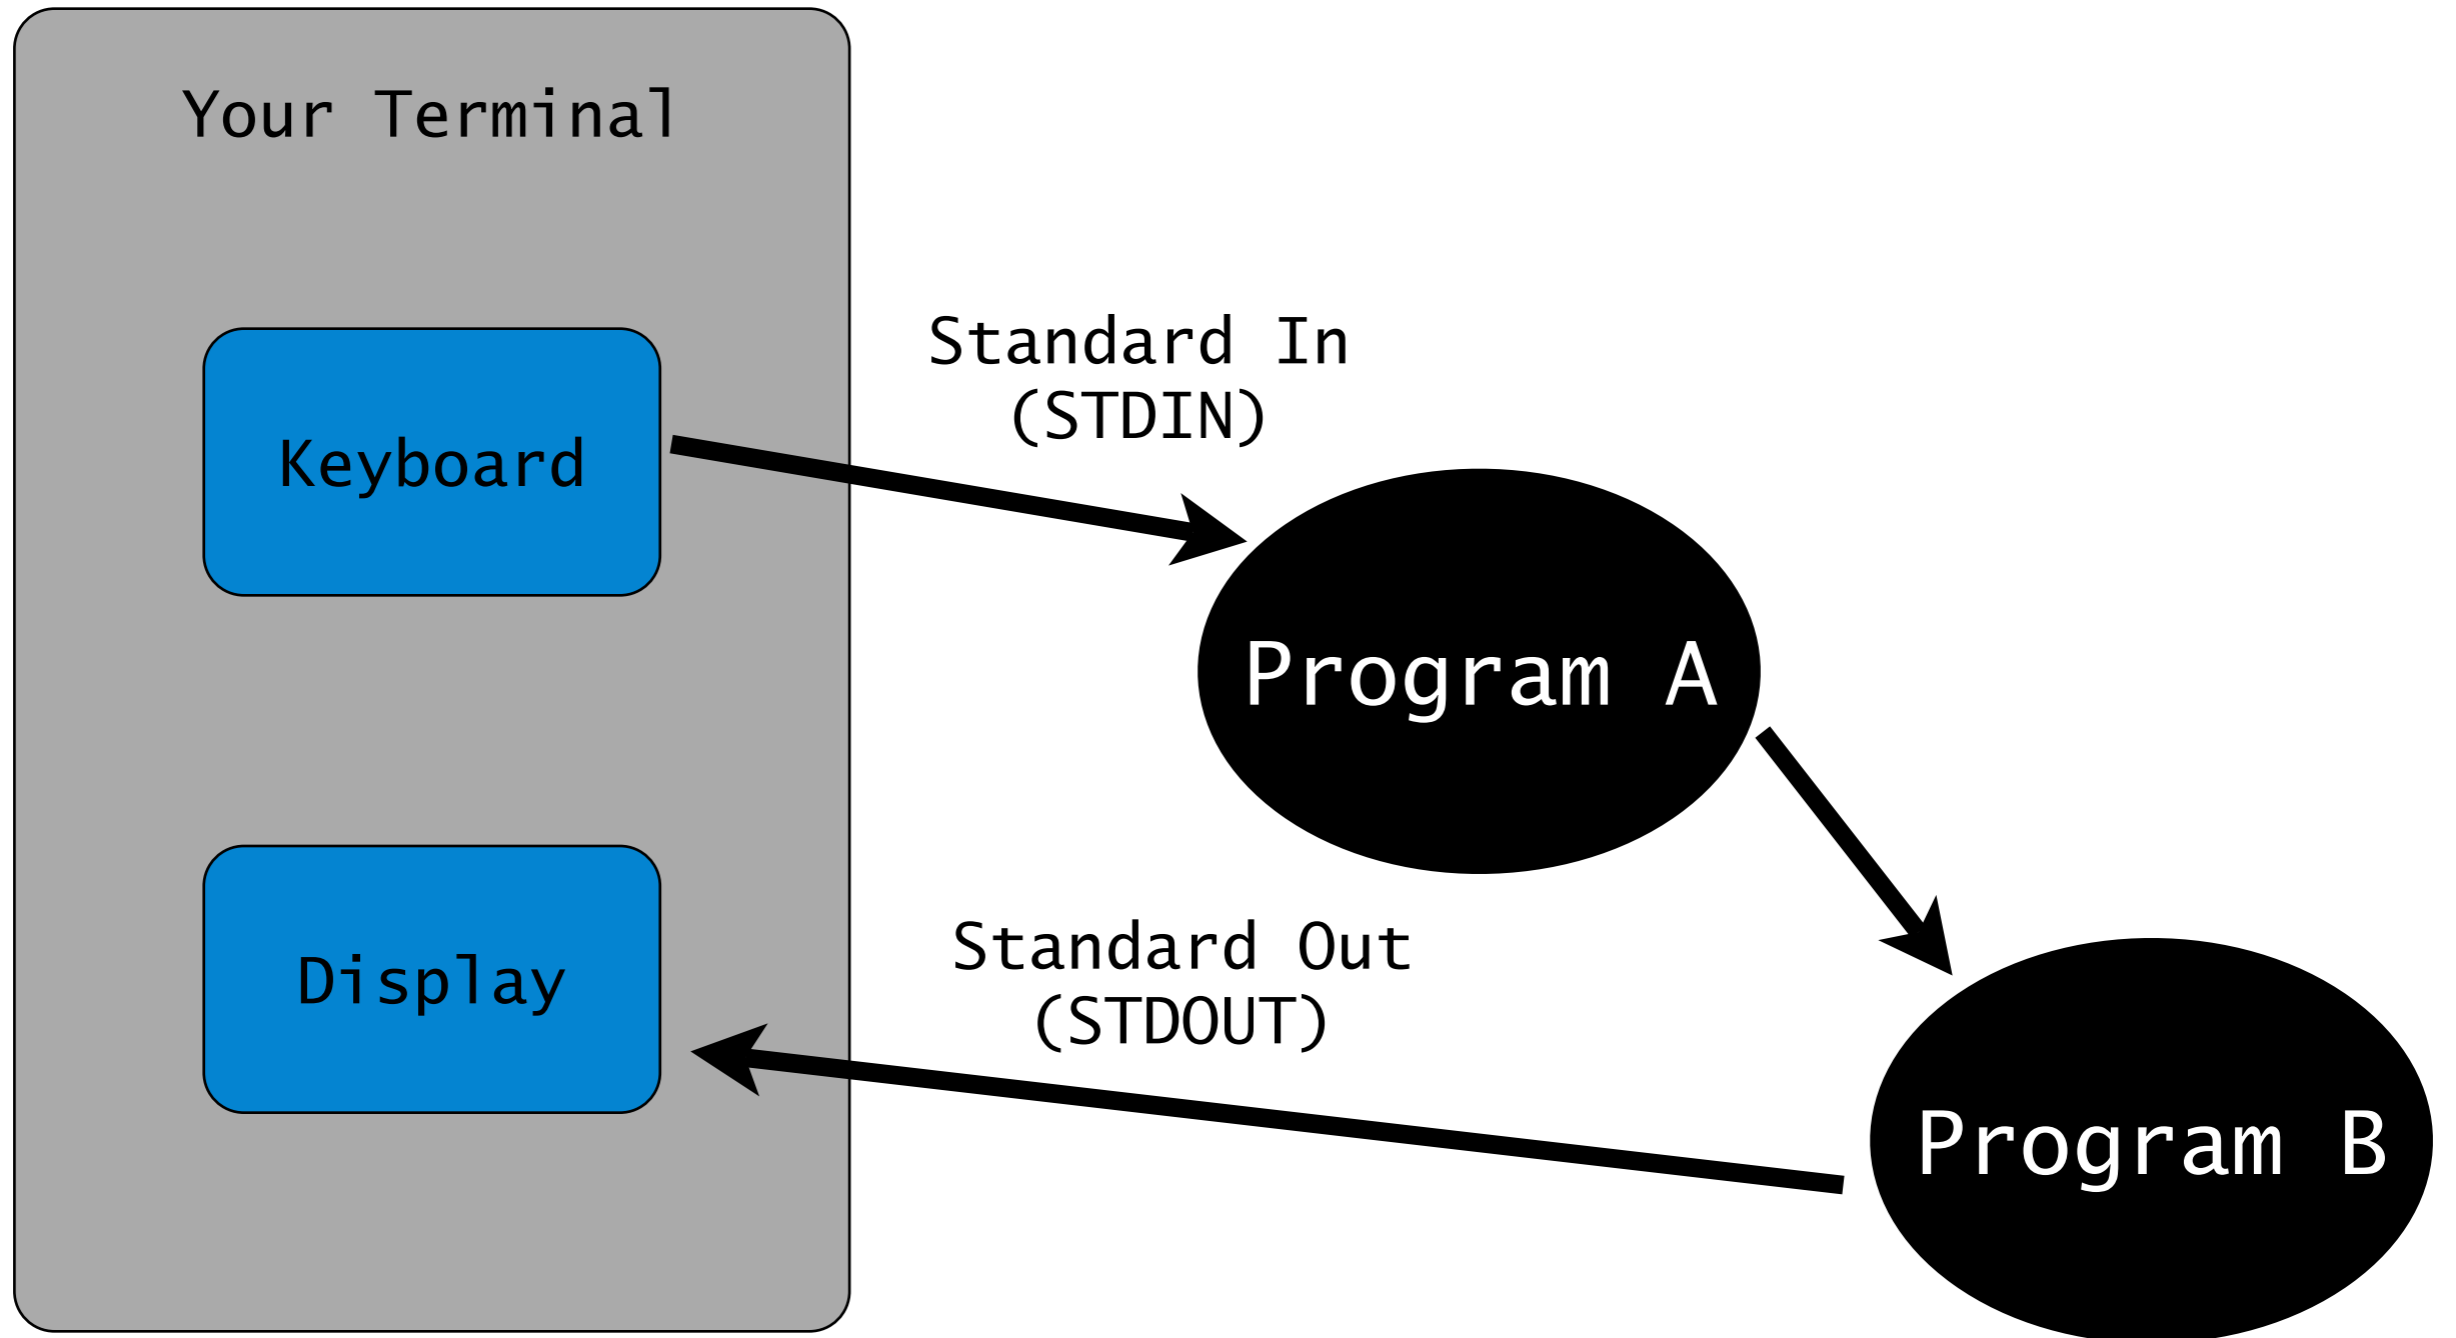 Your Terminal
Keyboard
Standard In
(STDIN)
Program A
Display
Standard Out
(STDOUT)
Program B